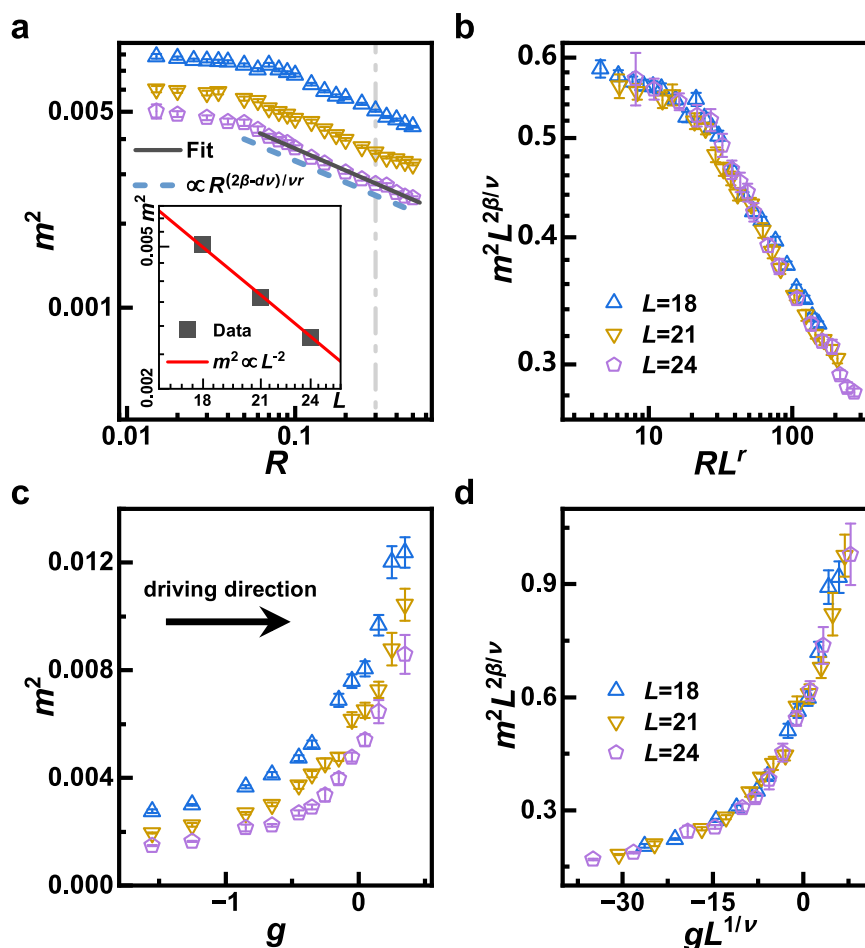 a
m²
0.005
0.001
Fit
∝ R^(2β-dν)/νr
m²
0.005
0.002
Data
m² ∝ L⁻²
18
21
24
L
0.01
0.1
R
b
m²L^2β/ν
0.6
0.5
0.4
0.3
L=18
L=21
L=24
10
100
RL^r
c
m²
0.012
0.008
0.004
0.000
driving direction
−1
0
g
d
m²L^2β/ν
0.9
0.6
0.3
L=18
L=21
L=24
−30
−15
0
gL^1/ν